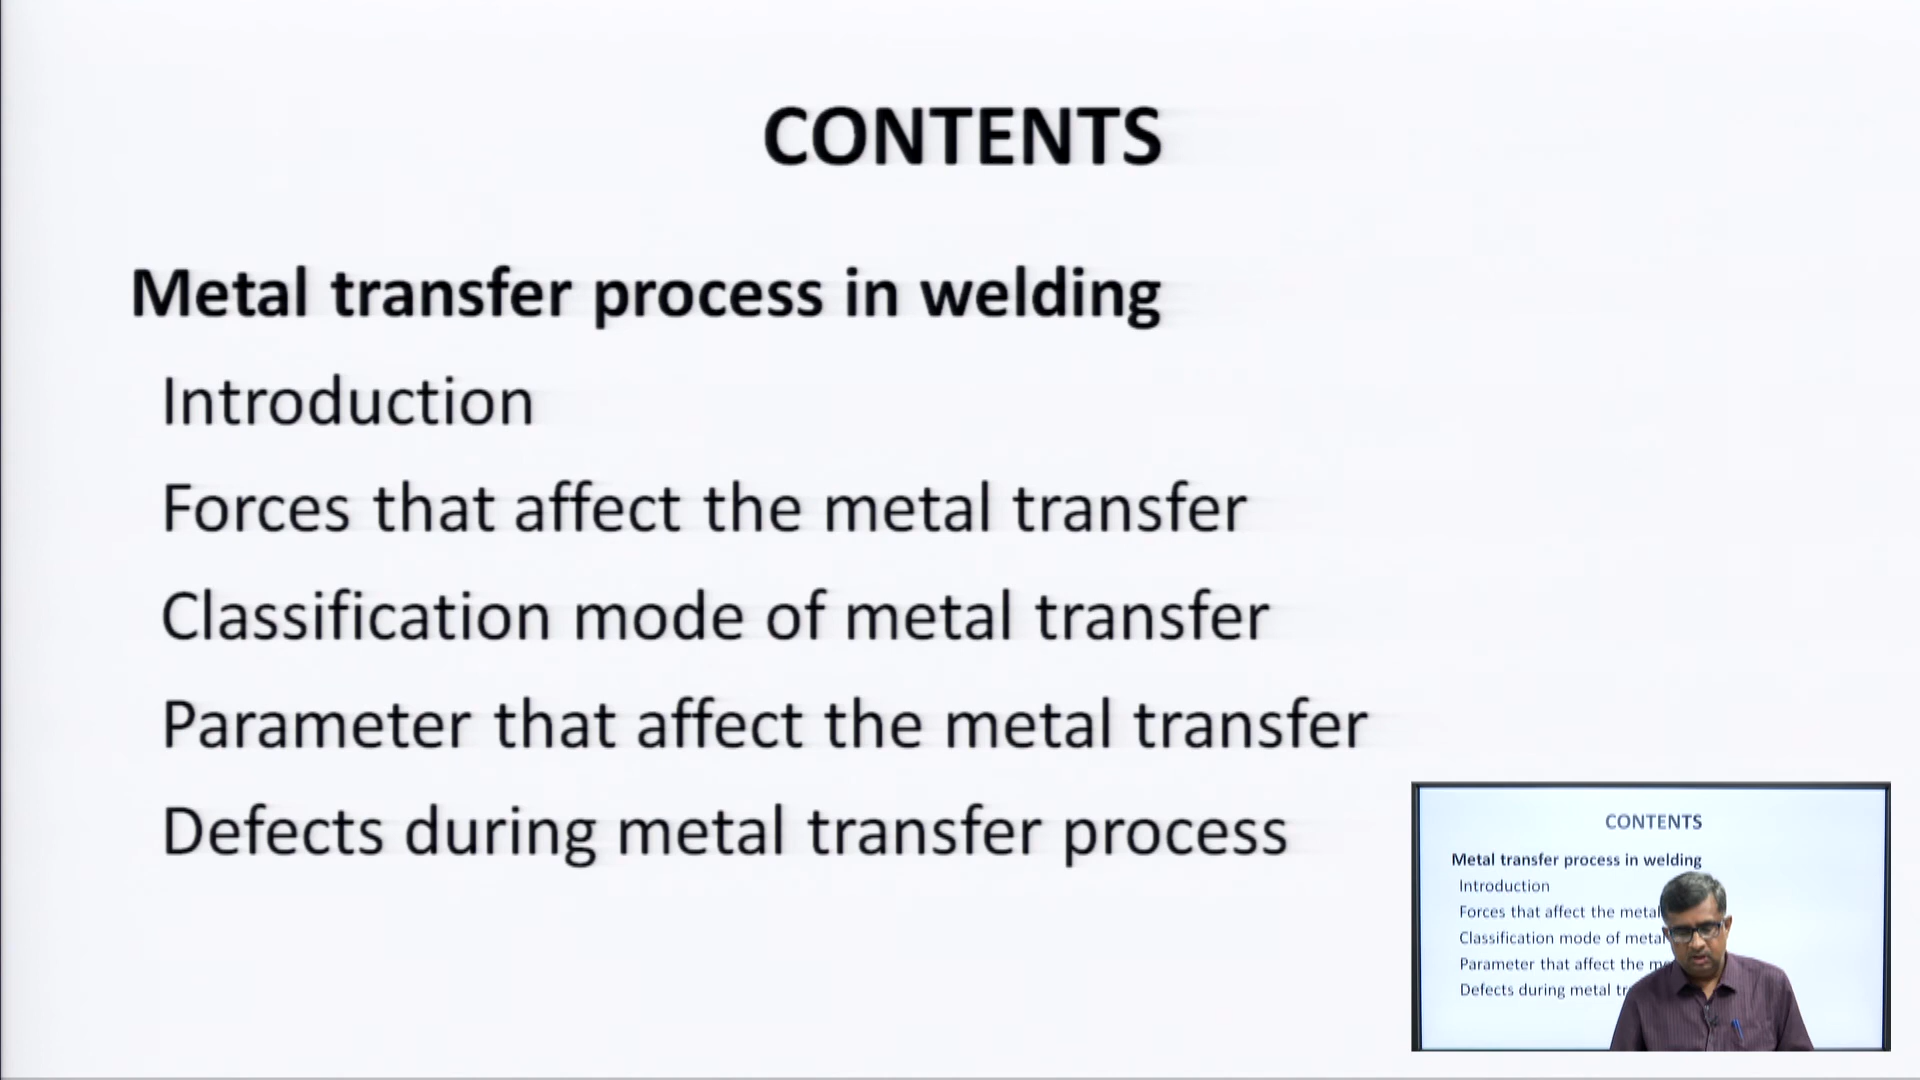 CONTENTS
Metal transfer process in welding
Introduction
Forces that affect the metal transfer
Classification mode of metal transfer
Parameter that affect the metal transfer
Defects during metal transfer process
CONTENTS
Metal transfer process in welding
Introduction
Forces that affect the metal
Classification mode of metal
Parameter that affect the
Defects during metal